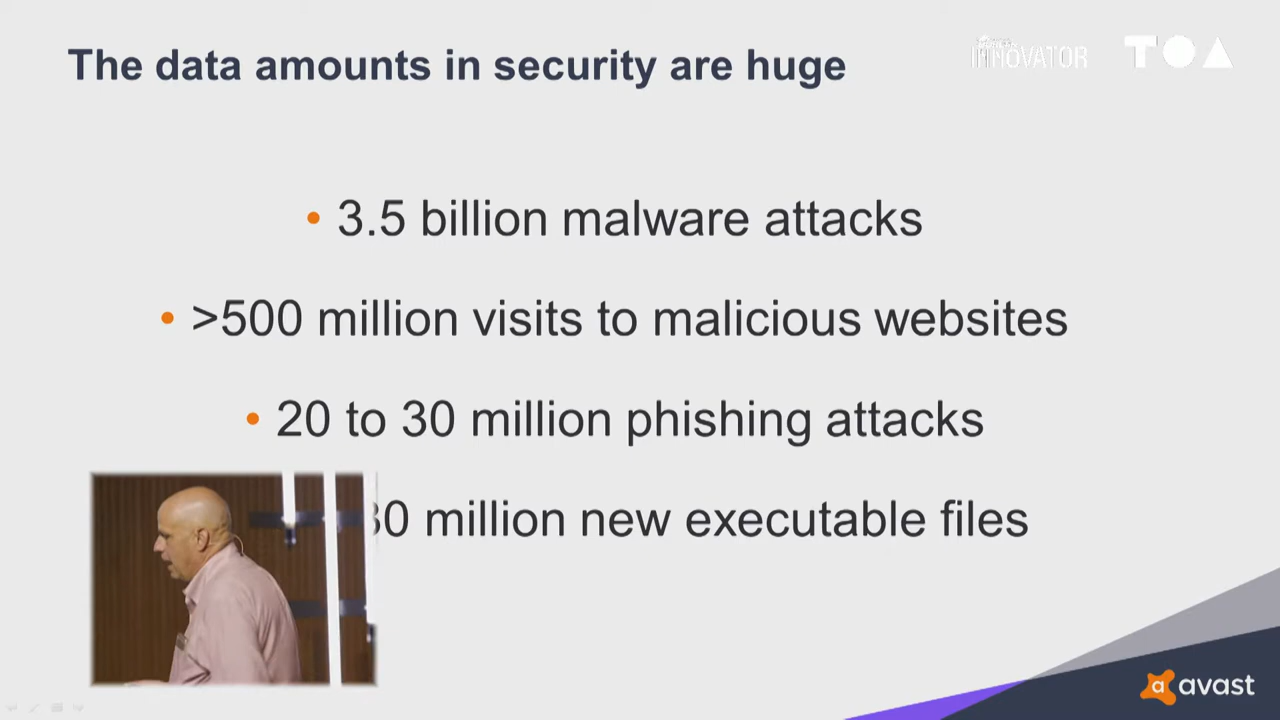 The data amounts in security are huge
INNOVATOR
TOA
• 3.5 billion malware attacks
• >500 million visits to malicious websites
• 20 to 30 million phishing attacks
million new executable files
avast